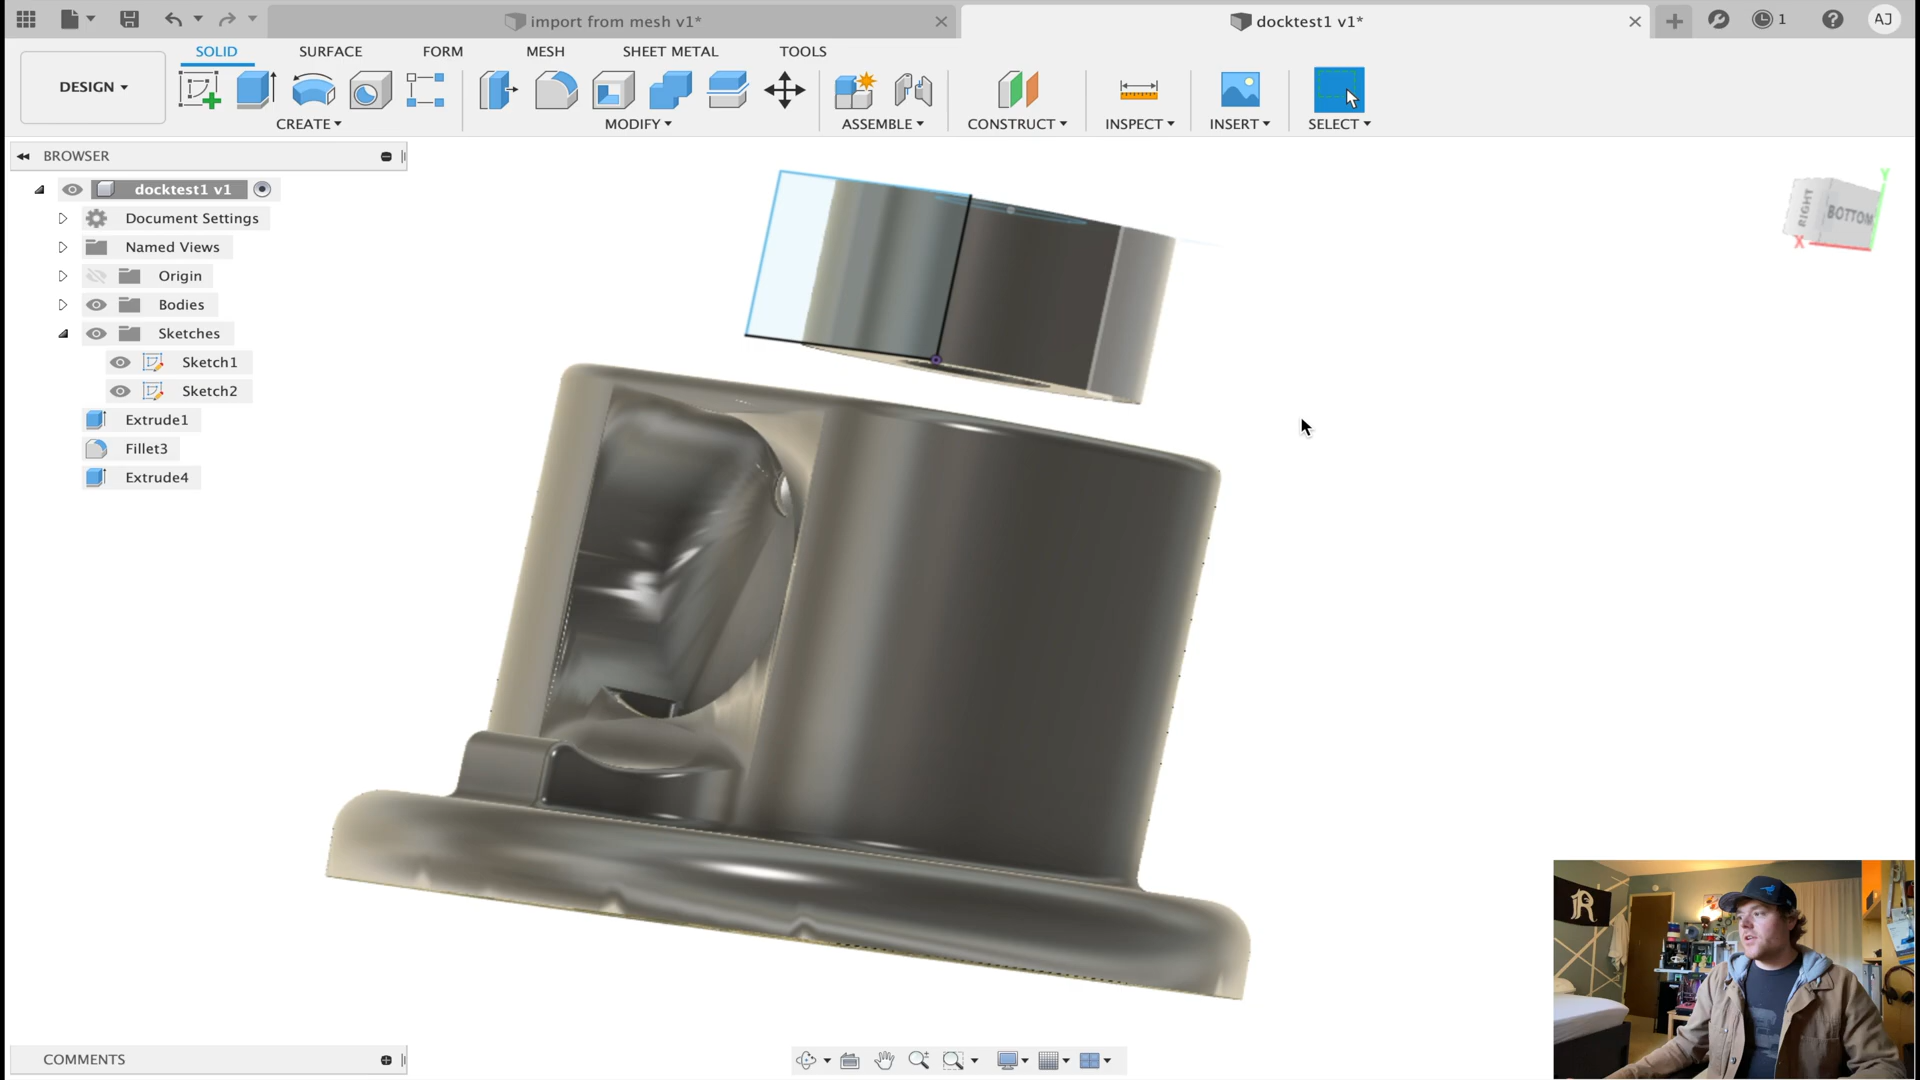 import from mesh v1*
docktest1 v1*
1
AJ
DESIGN
SOLID
SURFACE
FORM
MESH
SHEET METAL
TOOLS
CREATE
MODIFY
ASSEMBLE
CONSTRUCT
INSPECT
INSERT
SELECT
BROWSER
docktest1 v1
Document Settings
Named Views
Origin
Bodies
Sketches
Sketch1
Sketch2
Extrude1
Fillet3
Extrude4
Y
RIGHT
BOTTOM
X
R
COMMENTS